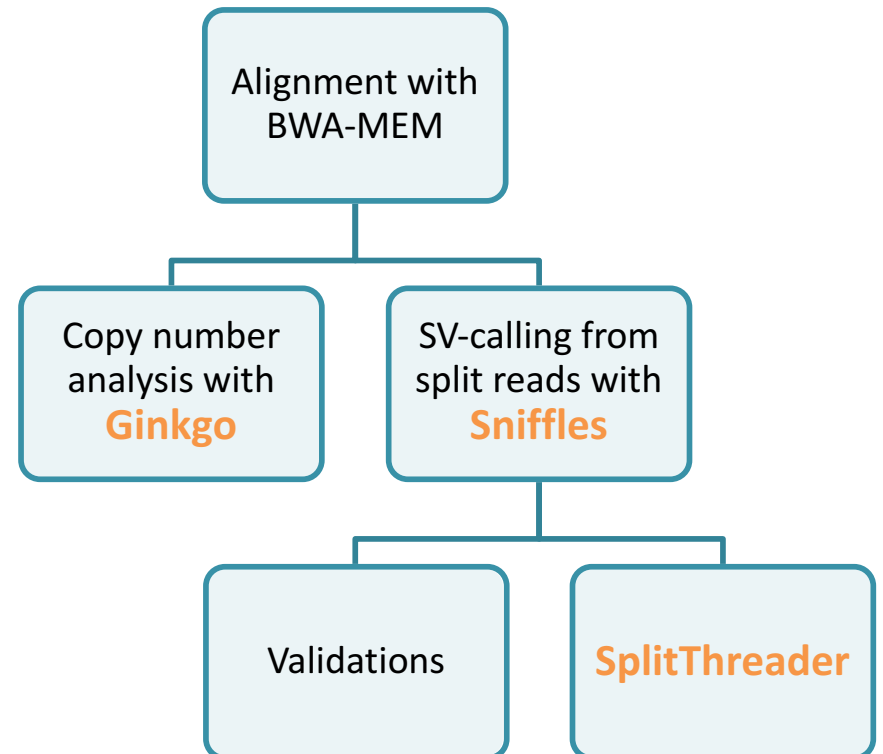 Alignment with
BWA-MEM
Copy number
analysis with
Ginkgo
SV-calling from
split reads with
Sniffles
Validations
SplitThreader